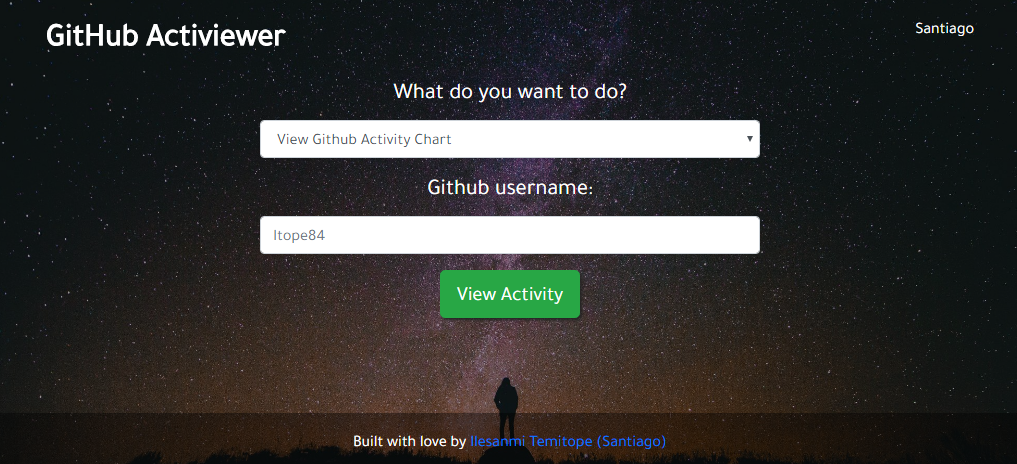 GitHub Activiewer
Santiago
What do you want to do?
View Github Activity Chart
Github username:
Itope84
View Activity
Built with love by Ilesanmi Temitope (Santiago)